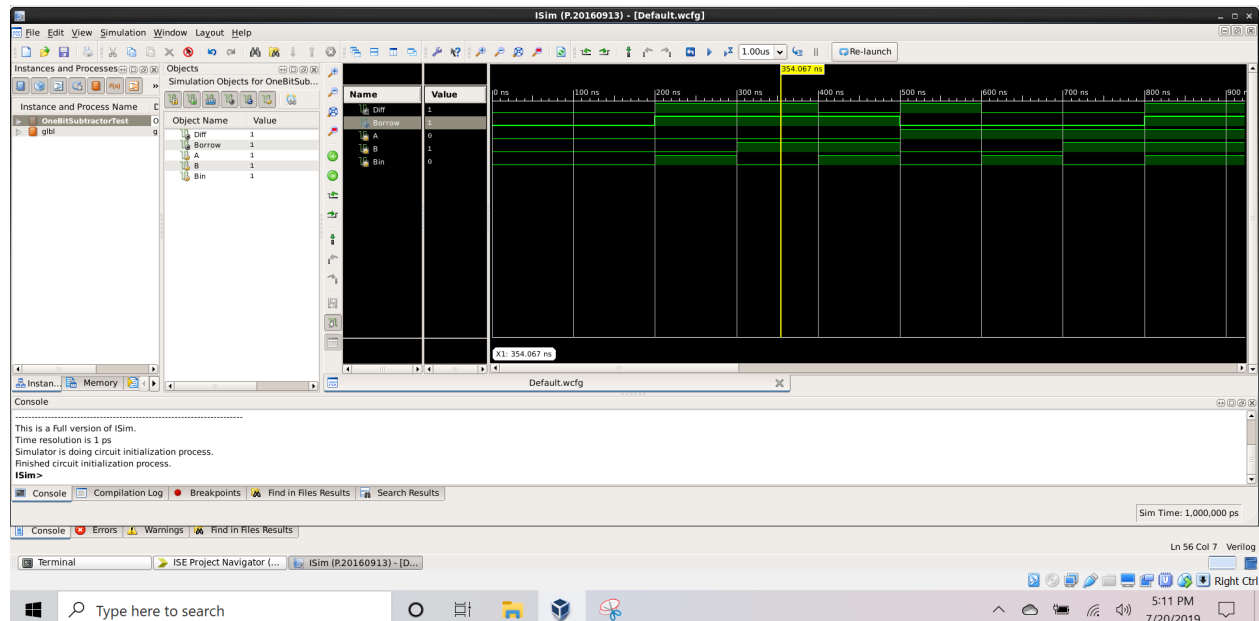 ISim (P.20160913) - [Default.wcfg]
File Edit View Simulation Window Layout Help
1.00us Re-launch
Instances and Processes
Instance and Process Name
OneBitSubtractorTest
glbl
Objects
Simulation Objects for OneBitSub...
Object Name Value
Diff 1
Borrow 1
A 1
B 1
Bin 1
Name Value
Diff 1
Borrow 1
A 0
B 1
Bin 0
354.067 ns
0 ns 100 ns 200 ns 300 ns 400 ns 500 ns 600 ns 700 ns 800 ns 900 n
X1: 354.067 ns
Instan... Memory
Default.wcfg
Console
This is a Full version of ISim.
Time resolution is 1 ps
Simulator is doing circuit initialization process.
Finished circuit initialization process.
ISim>
Console Compilation Log Breakpoints Find in Files Results Search Results
Sim Time: 1,000,000 ps
Console Errors Warnings Find in Files Results
Ln 56 Col 7 Verilog
Terminal ISE Project Navigator (... ISim (P.20160913) - [D...
Right Ctrl
Type here to search
5:11 PM
7/20/2019